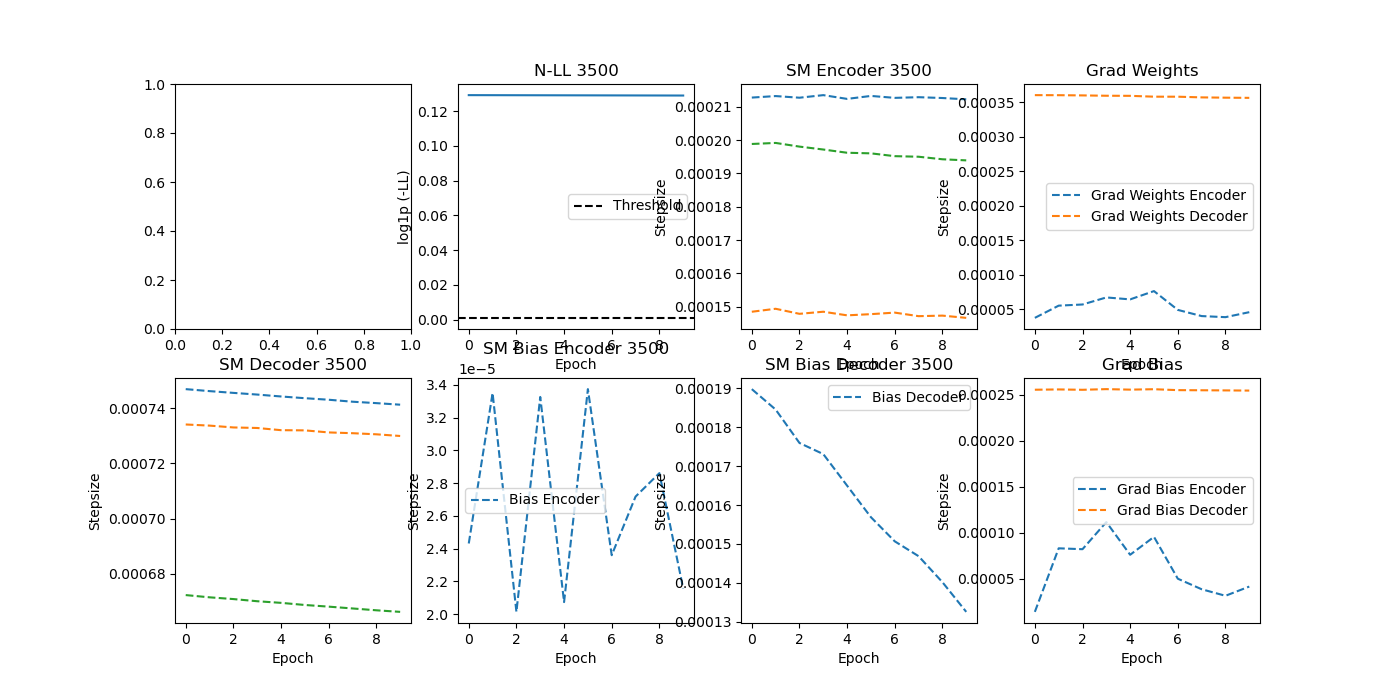 N-LL 3500
SM Encoder 3500
Grad Weights
1.0
0.8
0.6
0.4
0.2
0.0
0.0 0.2 0.4 0.6 0.8 1.0
log1p (-LL)
0.12
0.10
0.08
0.06
0.04
0.02
0.00
Threshold
0 2 4 6 8
Epoch
Stepsize
0.00021
0.00020
0.00019
0.00018
0.00017
0.00016
0.00015
0 2 4 6 8
Epoch
Stepsize
0.00035
0.00030
0.00025
0.00020
0.00015
0.00010
0.00005
Grad Weights Encoder
Grad Weights Decoder
0 2 4 6 8
Epoch
SM Decoder 3500
SM Bias Encoder 3500
SM Bias Decoder 3500
Grad Bias
Stepsize
0.00074
0.00072
0.00070
0.00068
0 2 4 6 8
Epoch
Stepsize
1e−5
3.4
3.2
3.0
2.8
2.6
2.4
2.2
2.0
Bias Encoder
0 2 4 6 8
Stepsize
0.00019
0.00018
0.00017
0.00016
0.00015
0.00014
0.00013
Bias Decoder
0 2 4 6 8
Epoch
Stepsize
0.00025
0.00020
0.00015
0.00010
0.00005
Grad Bias Encoder
Grad Bias Decoder
0 2 4 6 8
Epoch